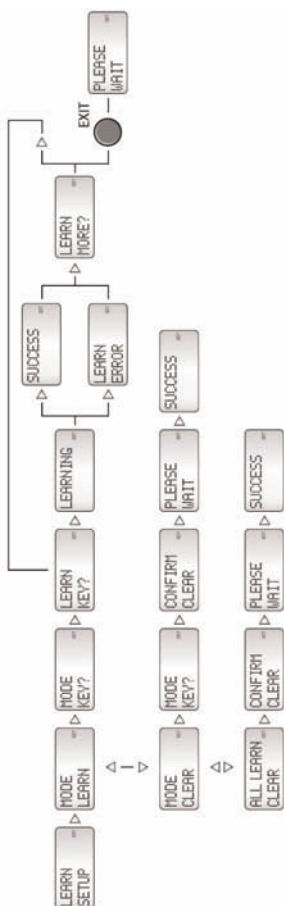 LEARN
SETUP
MODE
LEARN
MODE
KEY?
LEARN
KEY?
LEARNING
SUCCESS
LEARN
ERROR
LEARN
MORE?
EXIT
PLEASE
WAIT
MODE
CLEAR
MODE
KEY?
CONFIRM
CLEAR
PLEASE
WAIT
SUCCESS
ALL LEARN
CLEAR
CONFIRM
CLEAR
PLEASE
WAIT
SUCCESS